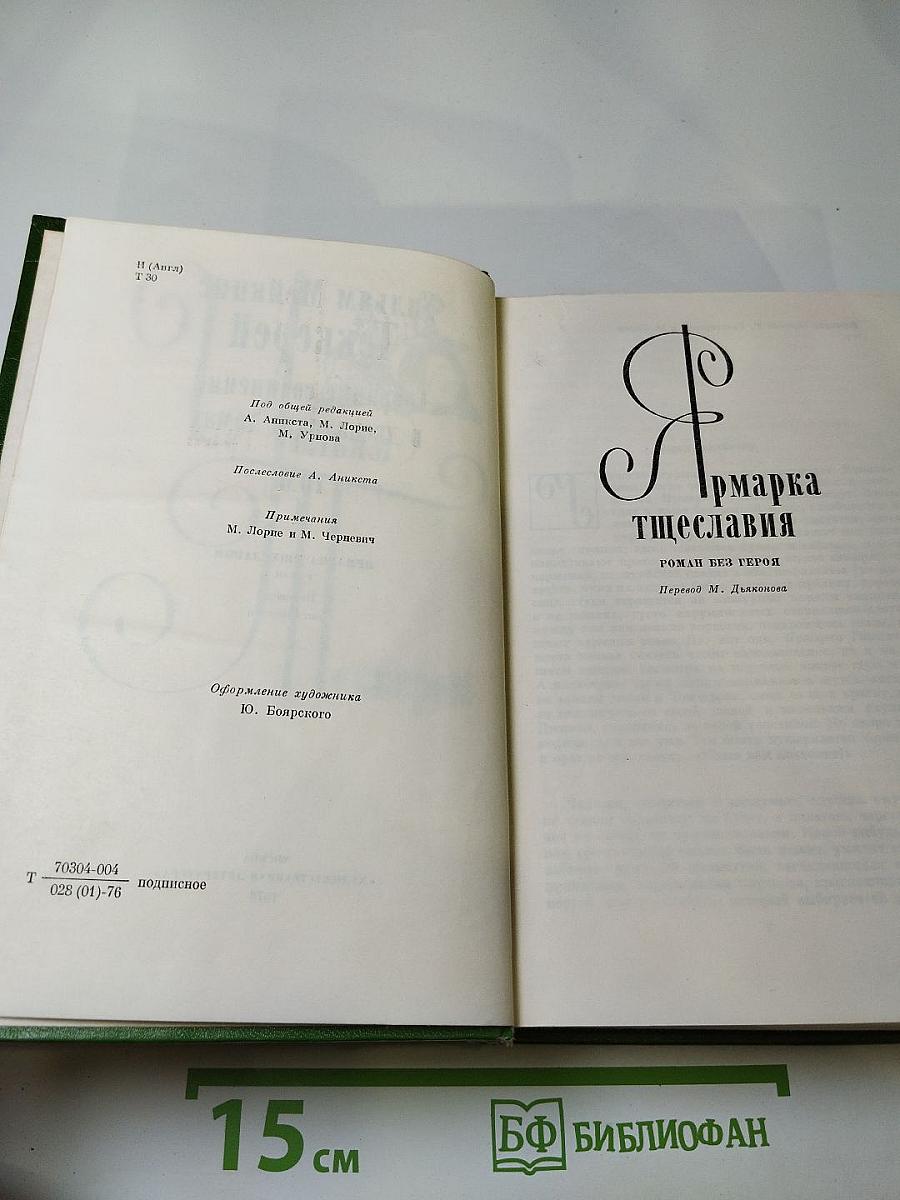 И (Англ)
Т 30
Под общей редакцией
А. Аникста, М. Лорие,
М. Урнова
Послесловие А. Аникста
Примечания
М. Лорие и М. Черневич
Оформление художника
Ю. Боярского
Т 70304-004 подписное
028 (01)-76
Ярмарка
тщеславия
РОМАН БЕЗ ГЕРОЯ
Перевод М. Дьяконова
15 см
БФ БИБЛИОФАН